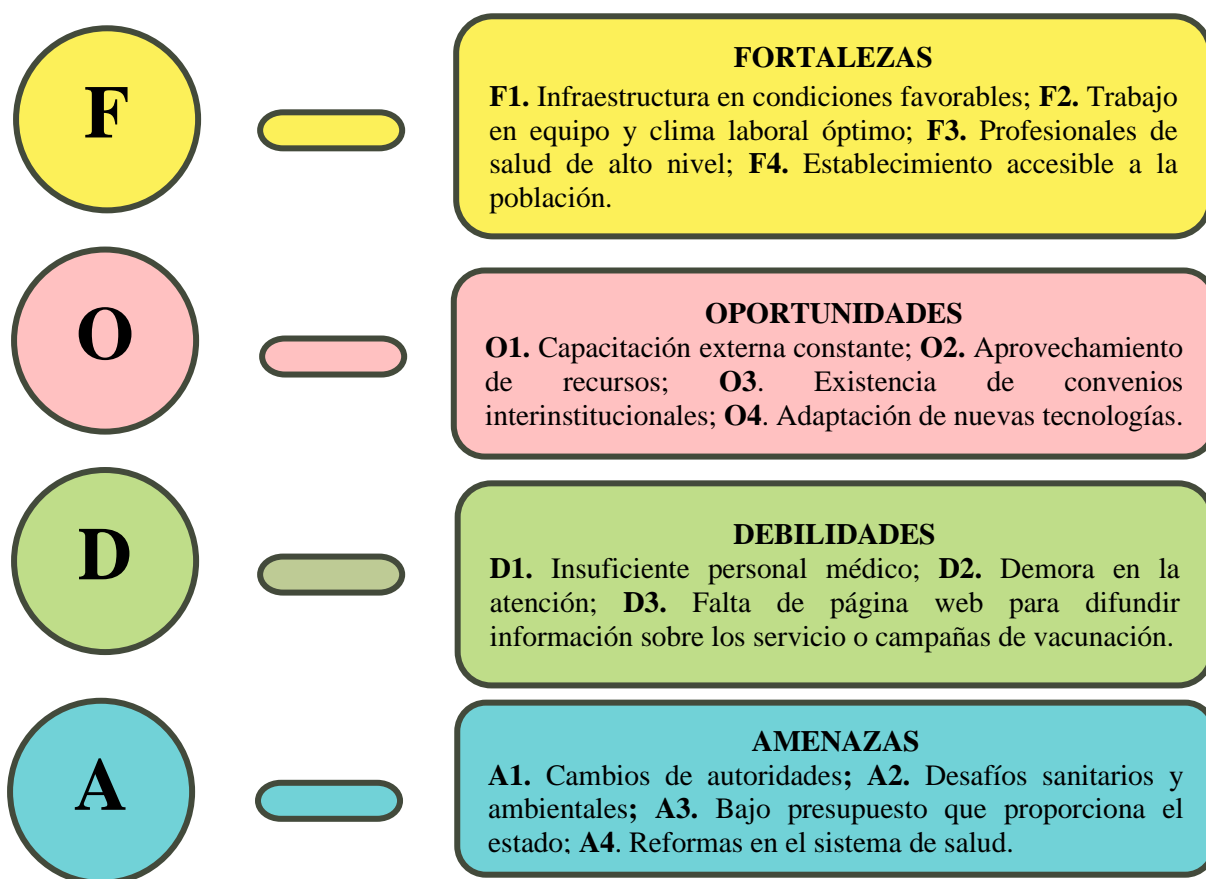 F
FORTALEZAS
F1. Infraestructura en condiciones favorables; F2. Trabajo
en equipo y clima laboral óptimo; F3. Profesionales de
salud de alto nivel; F4. Establecimiento accesible a la
población.
O
OPORTUNIDADES
O1. Capacitación externa constante; O2. Aprovechamiento
de recursos; O3. Existencia de convenios
interinstitucionales; O4. Adaptación de nuevas tecnologías.
D
DEBILIDADES
D1. Insuficiente personal médico; D2. Demora en la
atención; D3. Falta de página web para difundir
información sobre los servicio o campañas de vacunación.
A
AMENAZAS
A1. Cambios de autoridades; A2. Desafíos sanitarios y
ambientales; A3. Bajo presupuesto que proporciona el
estado; A4. Reformas en el sistema de salud.